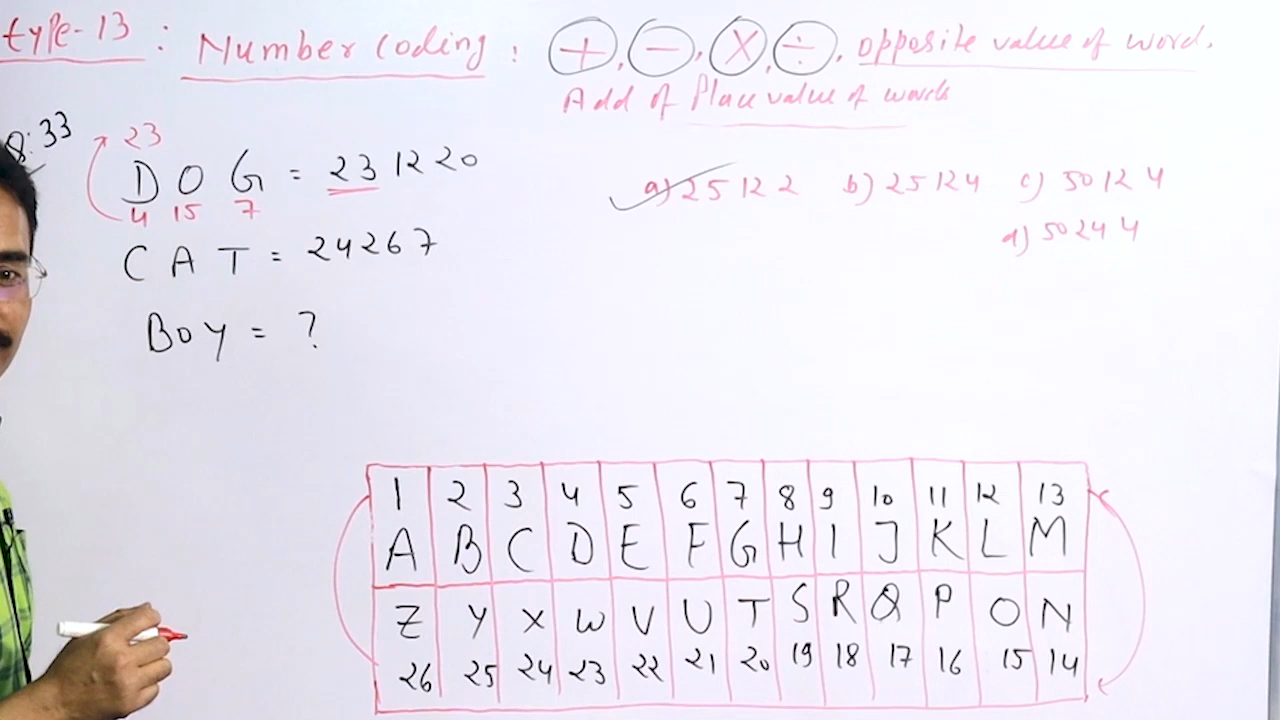 type-13 : Number coding : +, -, ×, ÷, opposite value of word,
Add of Place value of words
8:33
23
D O G = 23 12 20
4 15 7
C A T = 24 26 7
BOY = ?
a) 25 12 2 b) 25 12 4 c) 50 12 4
d) 50 24 4
1 2 3 4 5 6 7 8 9 10 11 12 13
A B C D E F G H I J K L M
Z Y X W V U T S R Q P O N
26 25 24 23 22 21 20 19 18 17 16 15 14